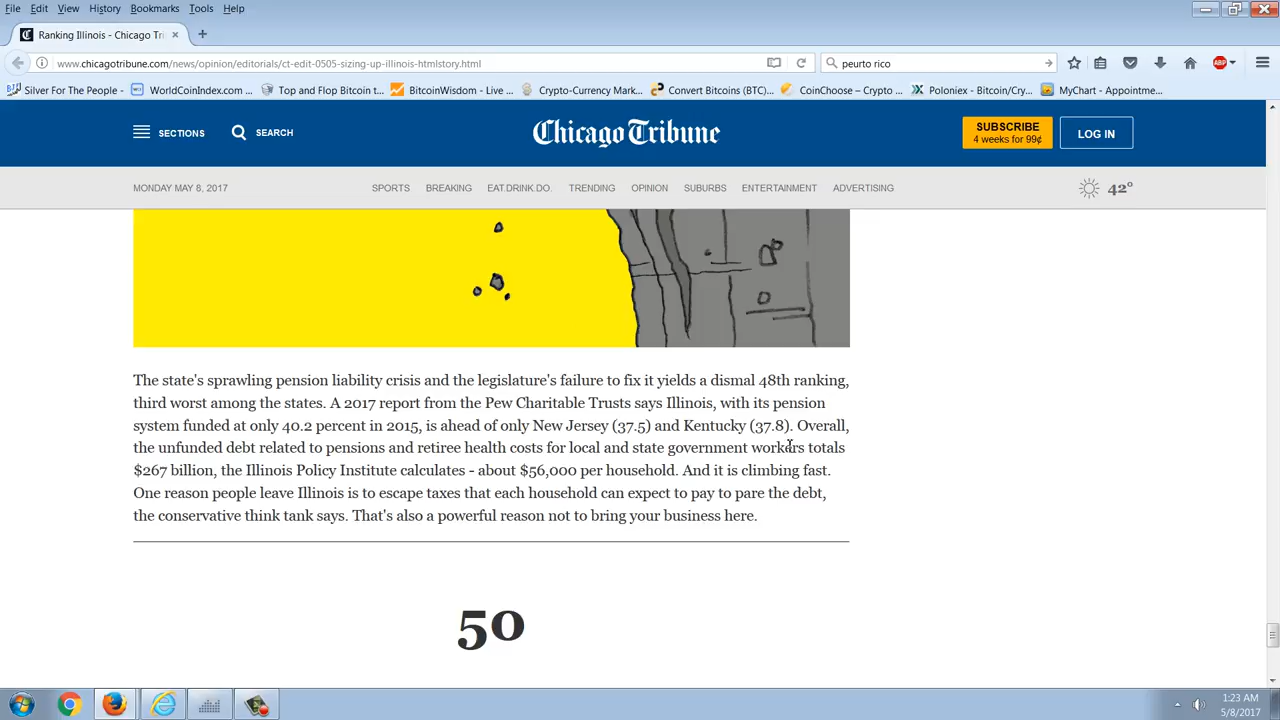 File Edit View History Bookmarks Tools Help
Ranking Illinois - Chicago Tri
www.chicagotribune.com/news/opinion/editorials/ct-edit-0505-sizing-up-illinois-htmlstory.html
peurto rico
Silver For The People - WorldCoinIndex.com ... Top and Flop Bitcoin t... BitcoinWisdom - Live ... Crypto-Currency Mark... Convert Bitcoins (BTC)... CoinChoose – Crypto ... Poloniex - Bitcoin/Cry... MyChart - Appointme...
SECTIONS SEARCH Chicago Tribune SUBSCRIBE
4 weeks for 99¢
LOG IN
MONDAY MAY 8, 2017 SPORTS BREAKING EAT.DRINK.DO. TRENDING OPINION SUBURBS ENTERTAINMENT ADVERTISING 42°
The state's sprawling pension liability crisis and the legislature's failure to fix it yields a dismal 48th ranking,
third worst among the states. A 2017 report from the Pew Charitable Trusts says Illinois, with its pension
system funded at only 40.2 percent in 2015, is ahead of only New Jersey (37.5) and Kentucky (37.8). Overall,
the unfunded debt related to pensions and retiree health costs for local and state government workers totals
$267 billion, the Illinois Policy Institute calculates - about $56,000 per household. And it is climbing fast.
One reason people leave Illinois is to escape taxes that each household can expect to pay to pare the debt,
the conservative think tank says. That's also a powerful reason not to bring your business here.
50
1:23 AM
5/8/2017